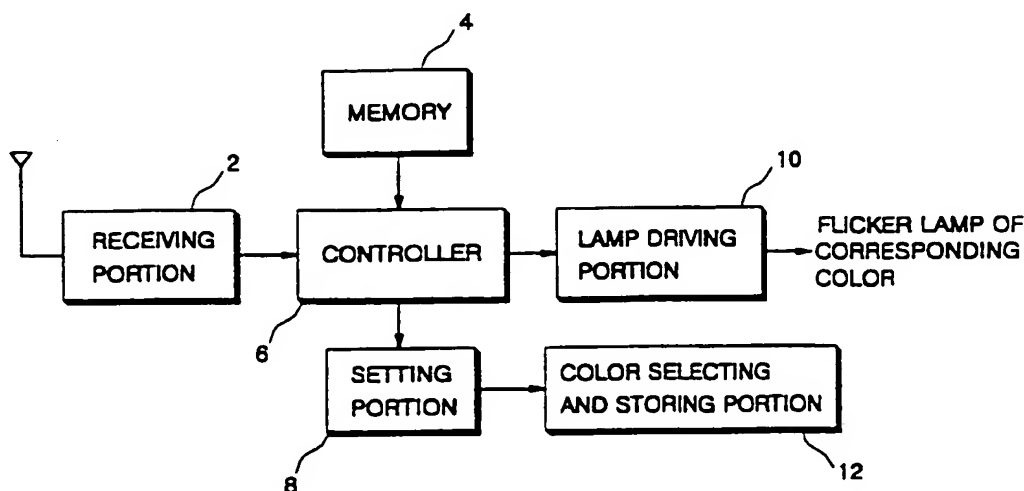 4
MEMORY
2
RECEIVING
PORTION
CONTROLLER
6
10
LAMP DRIVING
PORTION
FLICKER LAMP OF
CORRESPONDING
COLOR
SETTING
PORTION
8
COLOR SELECTING
AND STORING PORTION
12